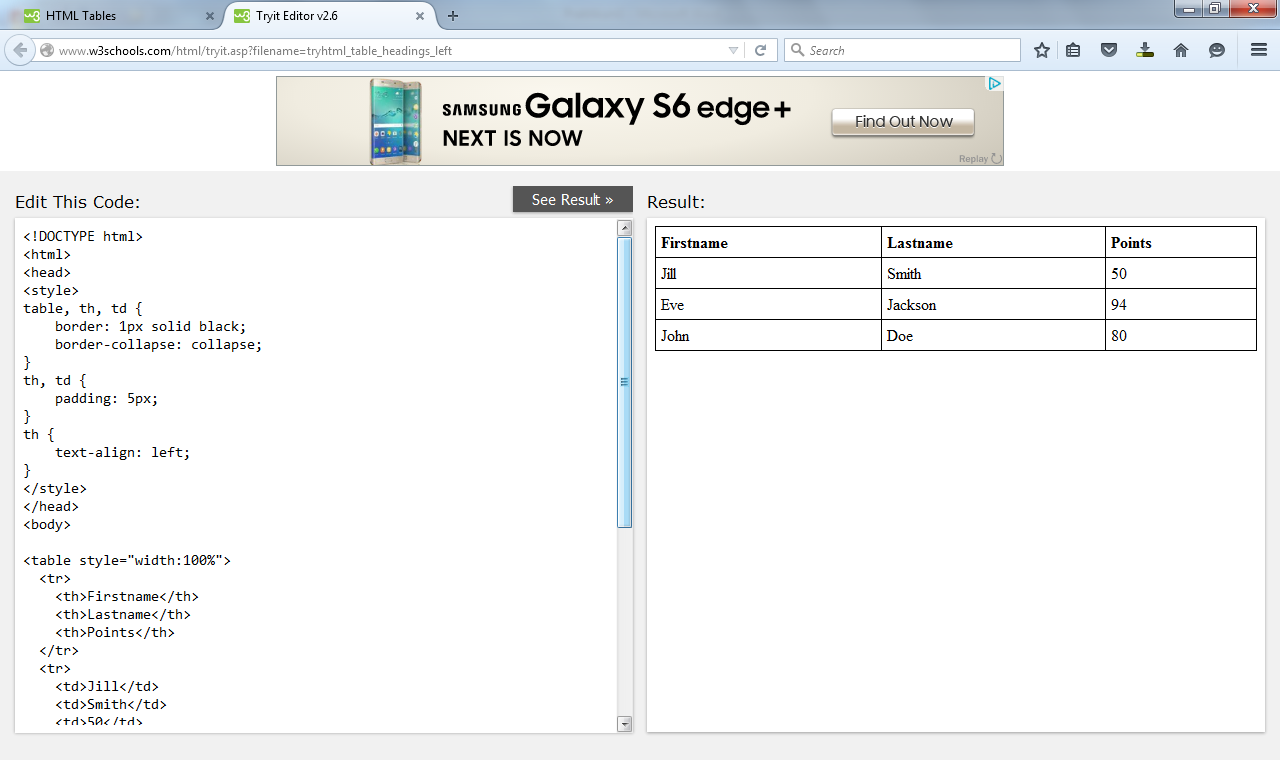 HTML Tables
Tryit Editor v2.6
www.w3schools.com/html/tryit.asp?filename=tryhtml_table_headings_left
Search
SAMSUNG Galaxy S6 edge+
NEXT IS NOW
Find Out Now
Replay
Edit This Code:
See Result »
<!DOCTYPE html>
<html>
<head>
<style>
table, th, td {
    border: 1px solid black;
    border-collapse: collapse;
}
th, td {
    padding: 5px;
}
th {
    text-align: left;
}
</style>
</head>
<body>

<table style="width:100%">
  <tr>
    <th>Firstname</th>
    <th>Lastname</th>
    <th>Points</th>
  </tr>
  <tr>
    <td>Jill</td>
    <td>Smith</td>
    <td>50</td>
Result:
Firstname Lastname Points
Jill Smith 50
Eve Jackson 94
John Doe 80